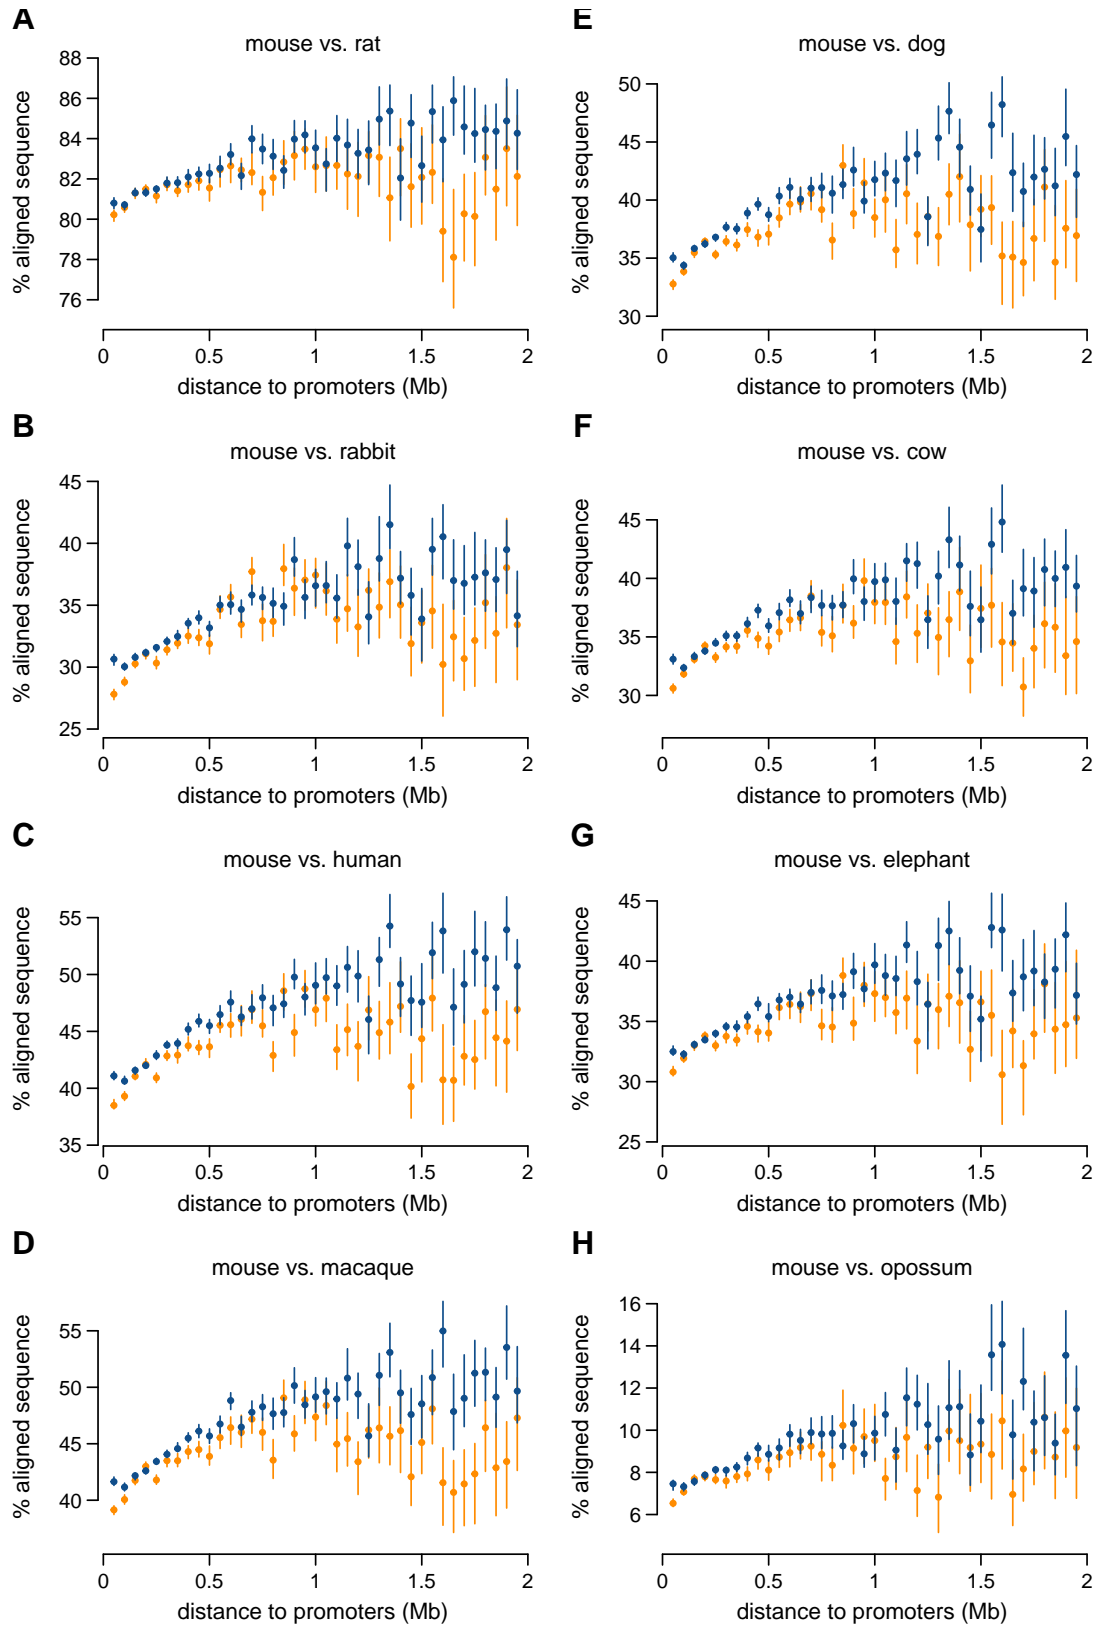 A
mouse vs. rat
% aligned sequence
88
86
84
82
80
78
76
0 0.5 1 1.5 2
distance to promoters (Mb)
B
mouse vs. rabbit
% aligned sequence
45
40
35
30
25
0 0.5 1 1.5 2
distance to promoters (Mb)
C
mouse vs. human
% aligned sequence
55
50
45
40
35
0 0.5 1 1.5 2
distance to promoters (Mb)
D
mouse vs. macaque
% aligned sequence
55
50
45
40
0 0.5 1 1.5 2
distance to promoters (Mb)
E
mouse vs. dog
% aligned sequence
50
45
40
35
30
0 0.5 1 1.5 2
distance to promoters (Mb)
F
mouse vs. cow
% aligned sequence
45
40
35
30
0 0.5 1 1.5 2
distance to promoters (Mb)
G
mouse vs. elephant
% aligned sequence
45
40
35
30
25
0 0.5 1 1.5 2
distance to promoters (Mb)
H
mouse vs. opossum
% aligned sequence
16
14
12
10
8
6
0 0.5 1 1.5 2
distance to promoters (Mb)